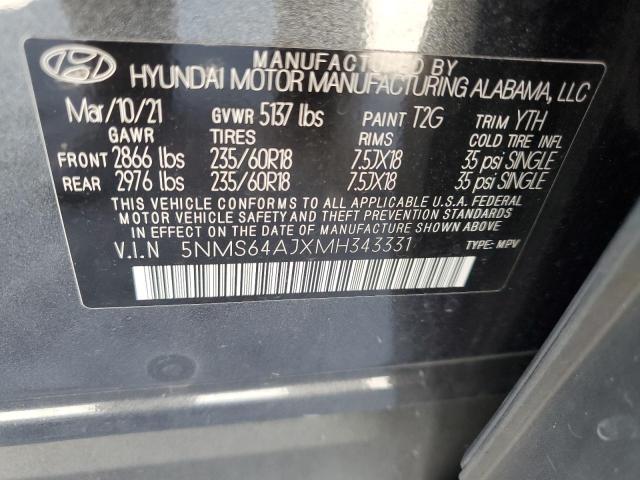 MANUFACTURED BY
HYUNDAI MOTOR MANUFACTURING ALABAMA, LLC
Mar/10/21 GVWR 5137 lbs PAINT T2G TRIM YTH
GAWR TIRES RIMS COLD TIRE INFL
FRONT 2866 lbs 235/60R18 7.5JX18 35 psi SINGLE
REAR 2976 lbs 235/60R18 7.5JX18 35 psi SINGLE
THIS VEHICLE CONFORMS TO ALL APPLICABLE U.S.A. FEDERAL
MOTOR VEHICLE SAFETY AND THEFT PREVENTION STANDARDS
IN EFFECT ON THE DATE OF MANUFACTURE SHOWN ABOVE.
V.I.N 5NMS64AJXMH343331 TYPE: MPV